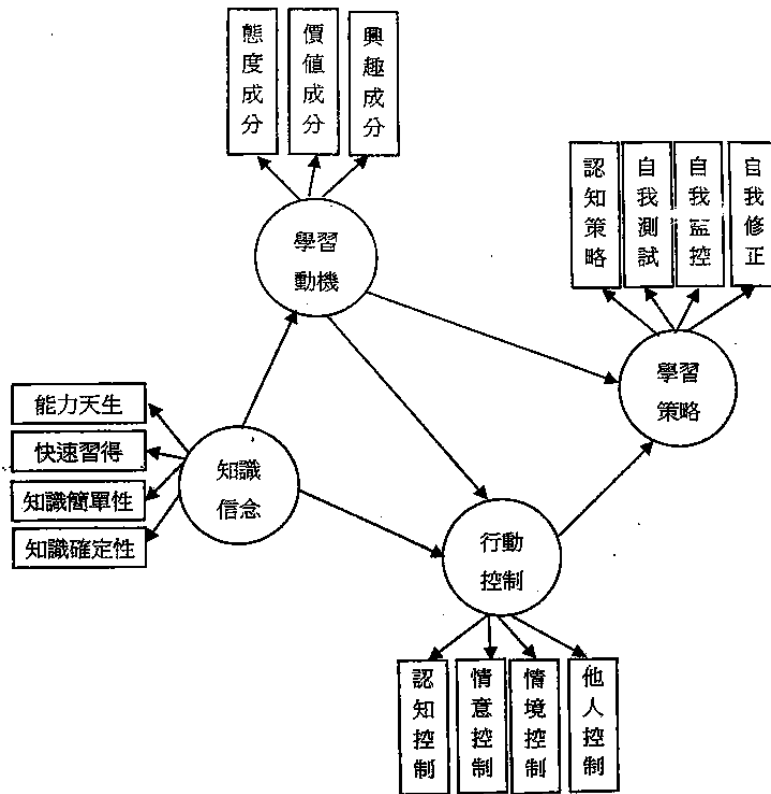 態度成分
價值成分
興趣成分
認知策略
自我測試
自我監控
自我修正
學習
動機
學習
策略
能力天生
快速習得
知識簡單性
知識確定性
知識
信念
行動
控制
認知控制
情意控制
情境控制
他人控制